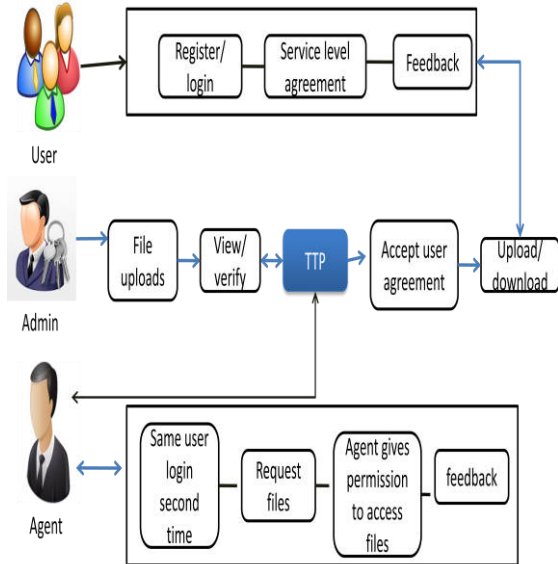 Register/
login
Service level
agreement
Feedback
User
File
uploads
View/
verify
TTP
Accept user
agreement
Upload/
download
Admin
Same user
login
second
time
Request
files
Agent gives
permission
to access
files
feedback
Agent